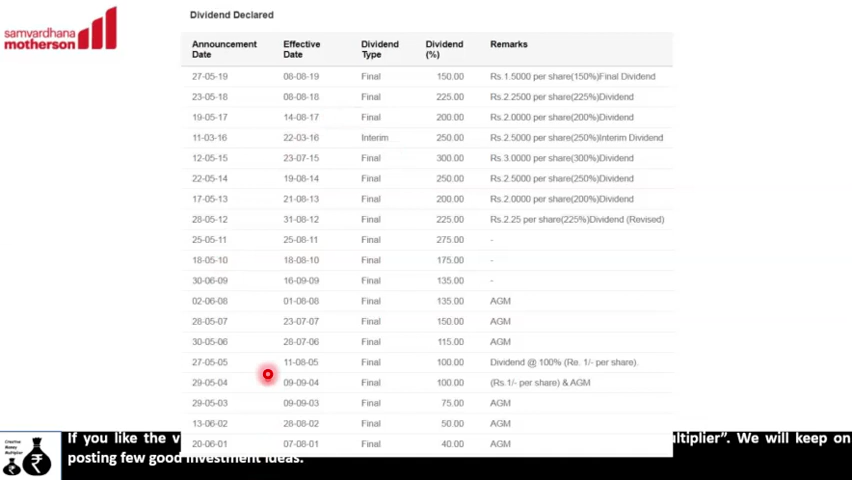 Dividend Declared
samvardhana
motherson
Announcement Date Effective Date Dividend Type Dividend (%) Remarks
27-05-19 08-08-19 Final 150.00 Rs.1.5000 per share(150%)Final Dividend
23-05-18 08-08-18 Final 225.00 Rs.2.2500 per share(225%)Dividend
19-05-17 14-08-17 Final 200.00 Rs.2.0000 per share(200%)Dividend
11-03-16 22-03-16 Interim 250.00 Rs.2.5000 per share(250%)Interim Dividend
12-05-15 23-07-15 Final 300.00 Rs.3.0000 per share(300%)Dividend
22-05-14 19-08-14 Final 250.00 Rs.2.5000 per share(250%)Dividend
17-05-13 21-08-13 Final 200.00 Rs.2.0000 per share(200%)Dividend
28-05-12 31-08-12 Final 225.00 Rs.2.25 per share(225%)Dividend (Revised)
25-05-11 25-08-11 Final 275.00 -
18-05-10 18-08-10 Final 175.00 -
30-06-09 16-09-09 Final 135.00 -
02-06-08 01-08-08 Final 135.00 AGM
28-05-07 23-07-07 Final 150.00 AGM
30-05-06 28-07-06 Final 115.00 AGM
27-05-05 11-08-05 Final 100.00 Dividend @ 100% (Re. 1/- per share).
29-05-04 09-09-04 Final 100.00 (Rs.1/- per share) & AGM
29-05-03 09-09-03 Final 75.00 AGM
13-06-02 28-08-02 Final 50.00 AGM
20-06-01 07-08-01 Final 40.00 AGM
Creative
Money
Multiplier
If you like the v ultiplier”. We will keep on
posting few good investment ideas.